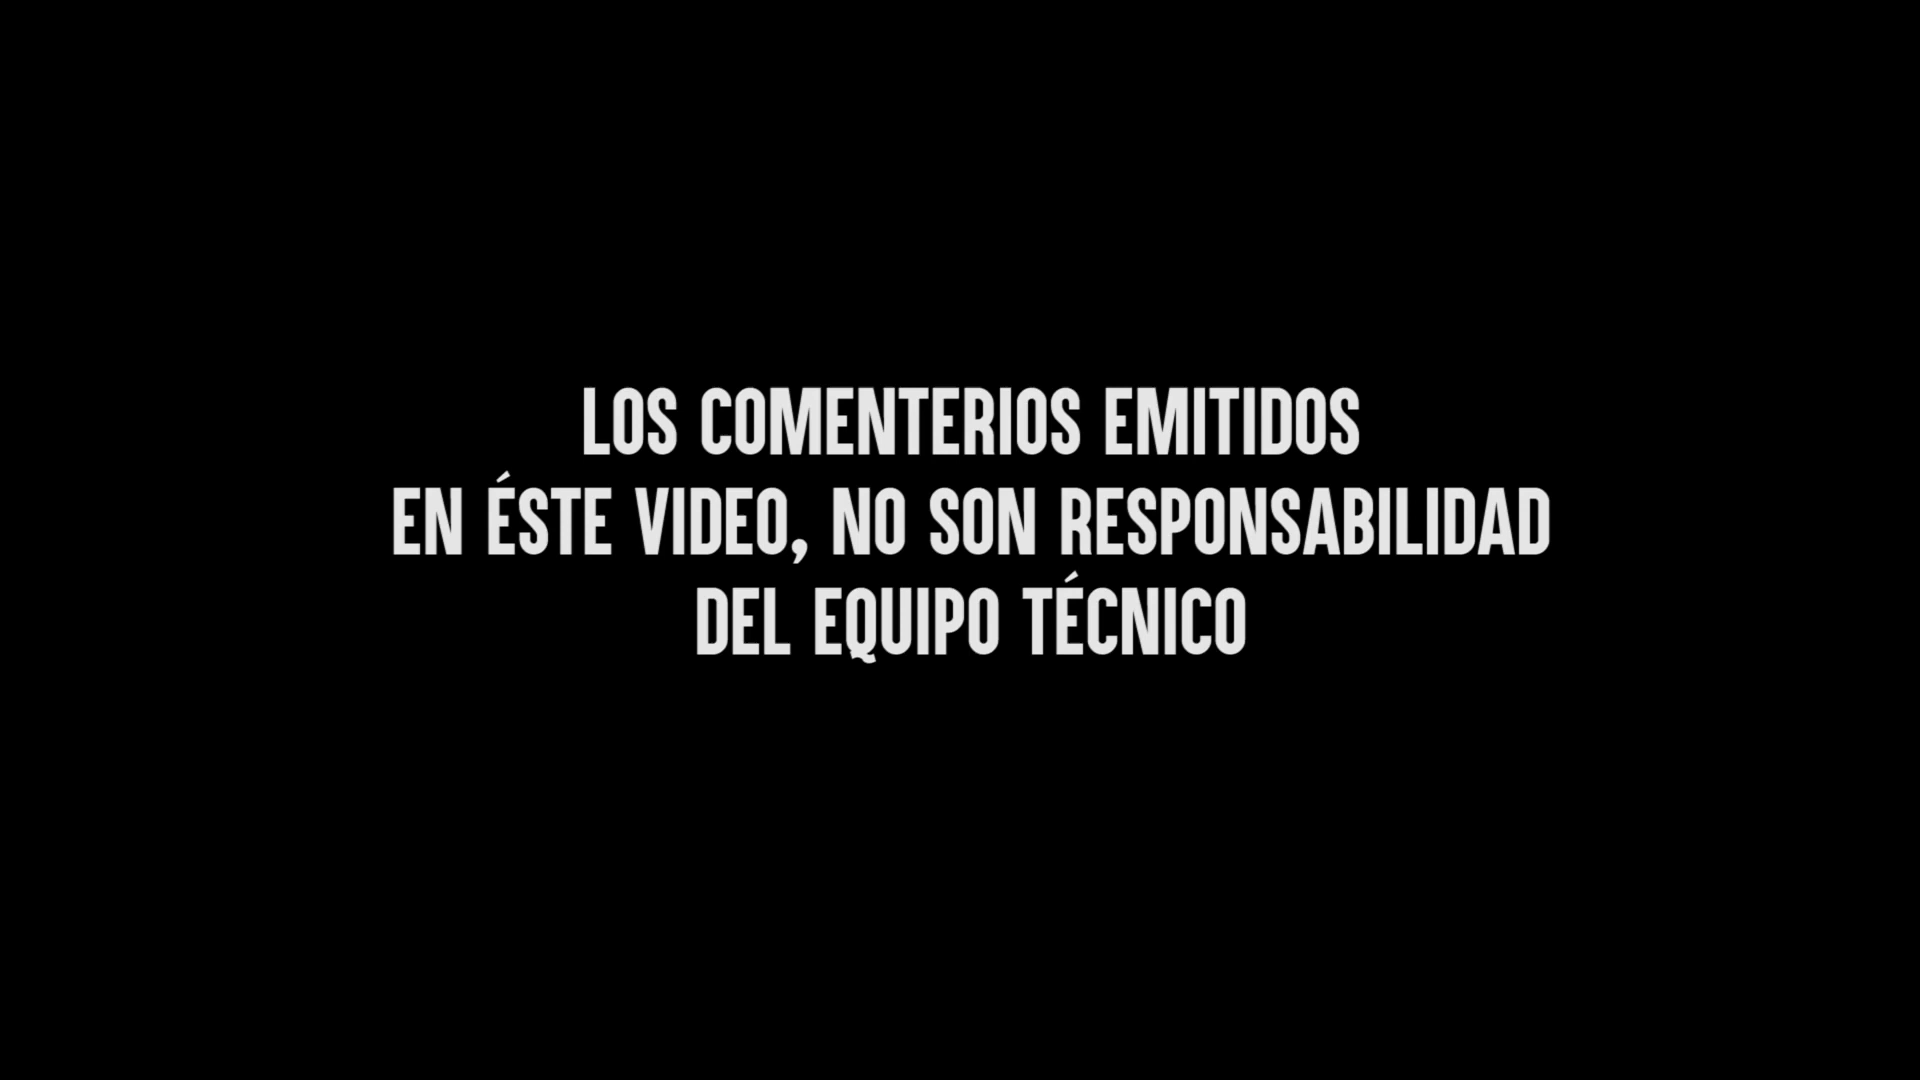 LOS COMENTERIOS EMITIDOS
EN ÉSTE VIDEO, NO SON RESPONSABILIDAD
DEL EQUIPO TÉCNICO